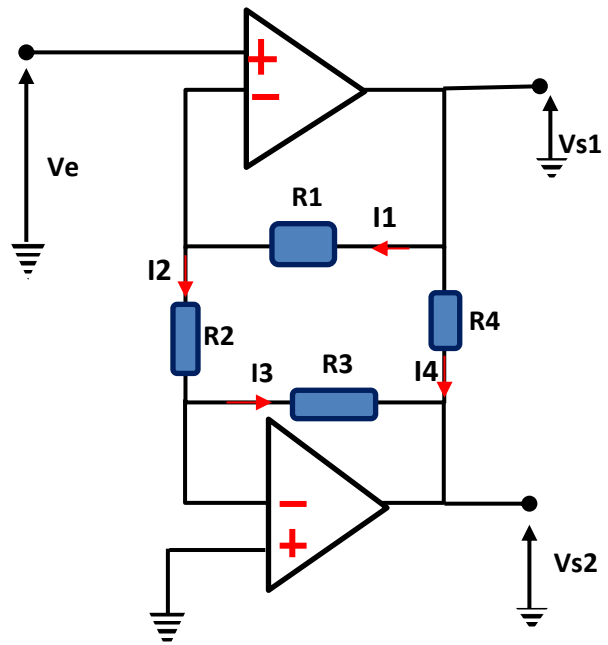 +
−
Ve
Vs1
R1
I1
I2
R2
R4
I3
R3
I4
−
+
Vs2